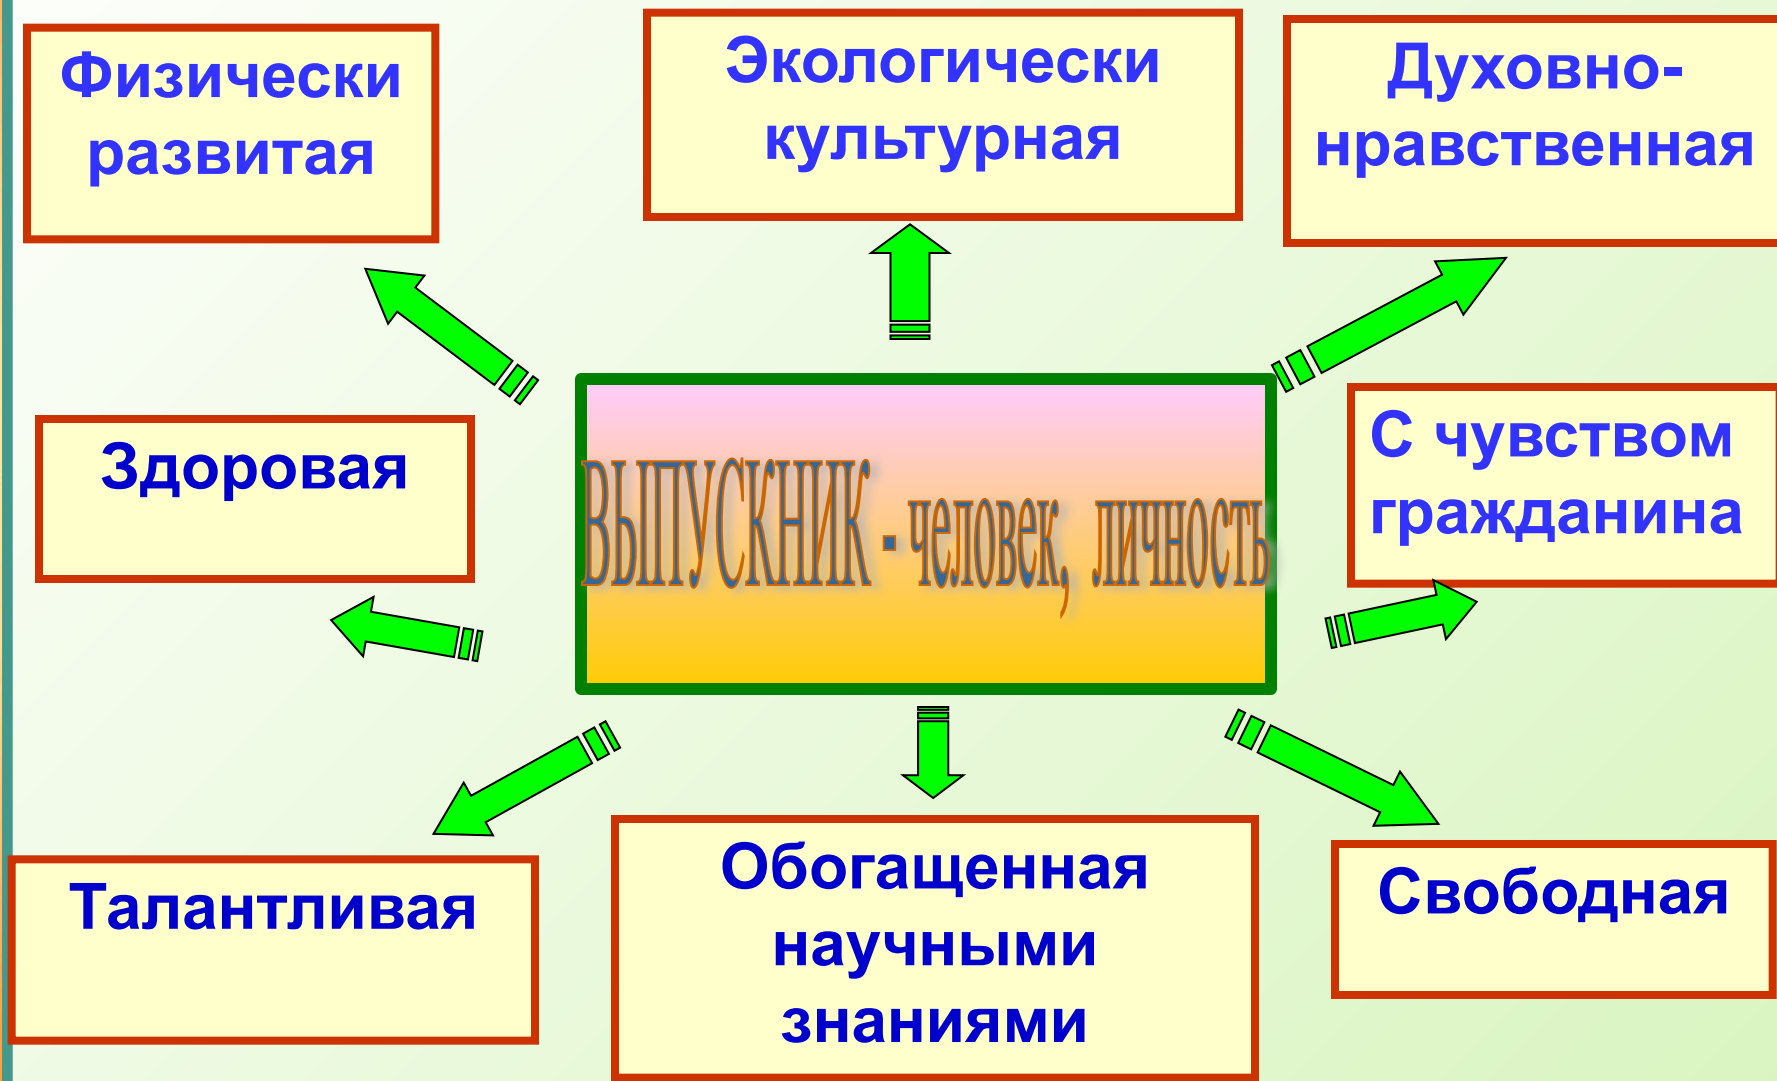 Физически
развитая
Экологически
культурная
Духовно-
нравственная
Здоровая
ВЫПУСКНИК - человек, личность
С чувством
гражданина
Талантливая
Обогащенная
научными
знаниями
Свободная